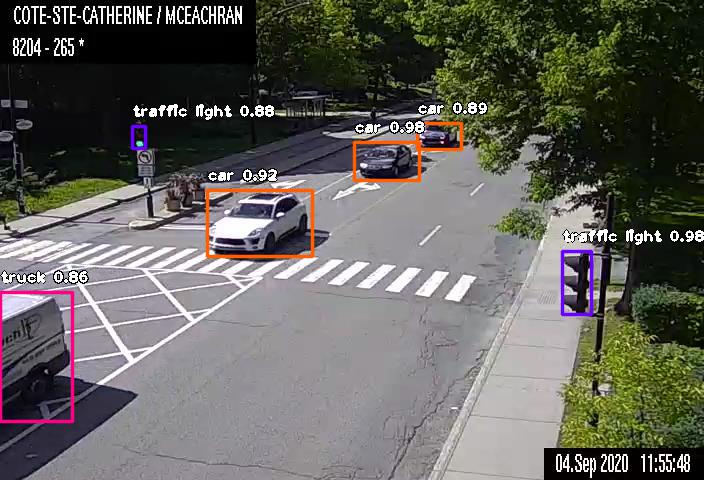 COTE-STE-CATHERINE / MCEACHRAN
8204 - 265 *
traffic light 0.88
car 0.89
car 0.98
car 0.92
traffic light 0.98
truck 0.86
04.Sep 2020 11:55:48